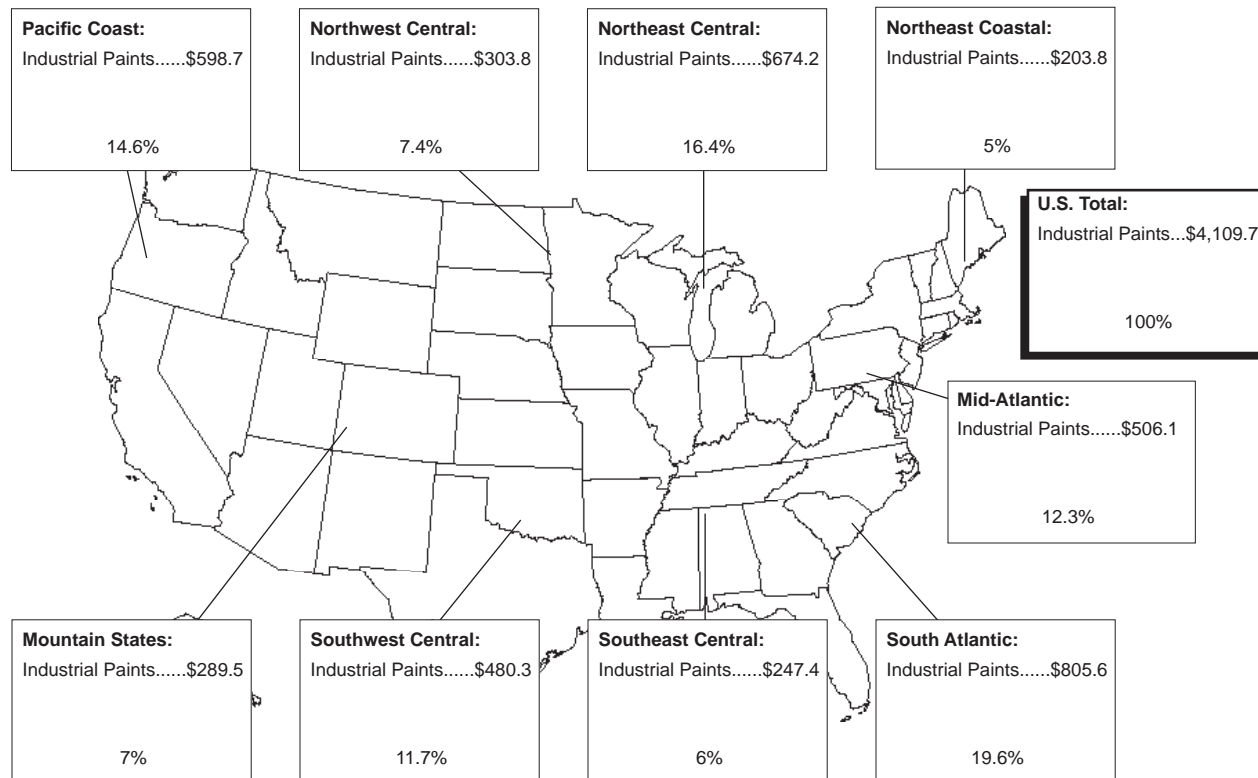 Pacific Coast:
Industrial Paints......$598.7
14.6%
Northwest Central:
Industrial Paints......$303.8
7.4%
Northeast Central:
Industrial Paints......$674.2
16.4%
Northeast Coastal:
Industrial Paints......$203.8
5%
U.S. Total:
Industrial Paints...$4,109.7
100%
Mid-Atlantic:
Industrial Paints......$506.1
12.3%
Mountain States:
Industrial Paints......$289.5
7%
Southwest Central:
Industrial Paints......$480.3
11.7%
Southeast Central:
Industrial Paints......$247.4
6%
South Atlantic:
Industrial Paints......$805.6
19.6%